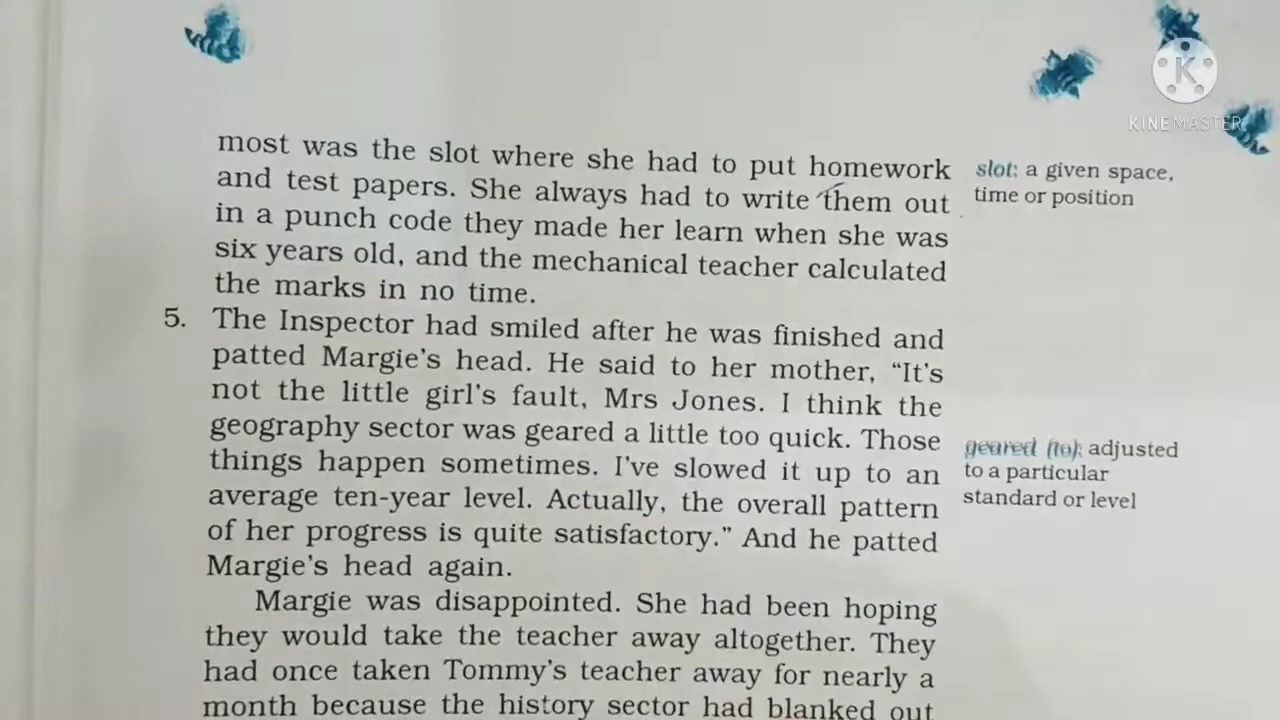 K
KINEMASTER
most was the slot where she had to put homework
and test papers. She always had to write them out
in a punch code they made her learn when she was
six years old, and the mechanical teacher calculated
the marks in no time.
slot: a given space,
time or position
5. The Inspector had smiled after he was finished and
patted Margie's head. He said to her mother, “It's
not the little girl's fault, Mrs Jones. I think the
geography sector was geared a little too quick. Those
things happen sometimes. I've slowed it up to an
average ten-year level. Actually, the overall pattern
of her progress is quite satisfactory.” And he patted
Margie's head again.
geared (to): adjusted
to a particular
standard or level
Margie was disappointed. She had been hoping
they would take the teacher away altogether. They
had once taken Tommy's teacher away for nearly a
month because the history sector had blanked out